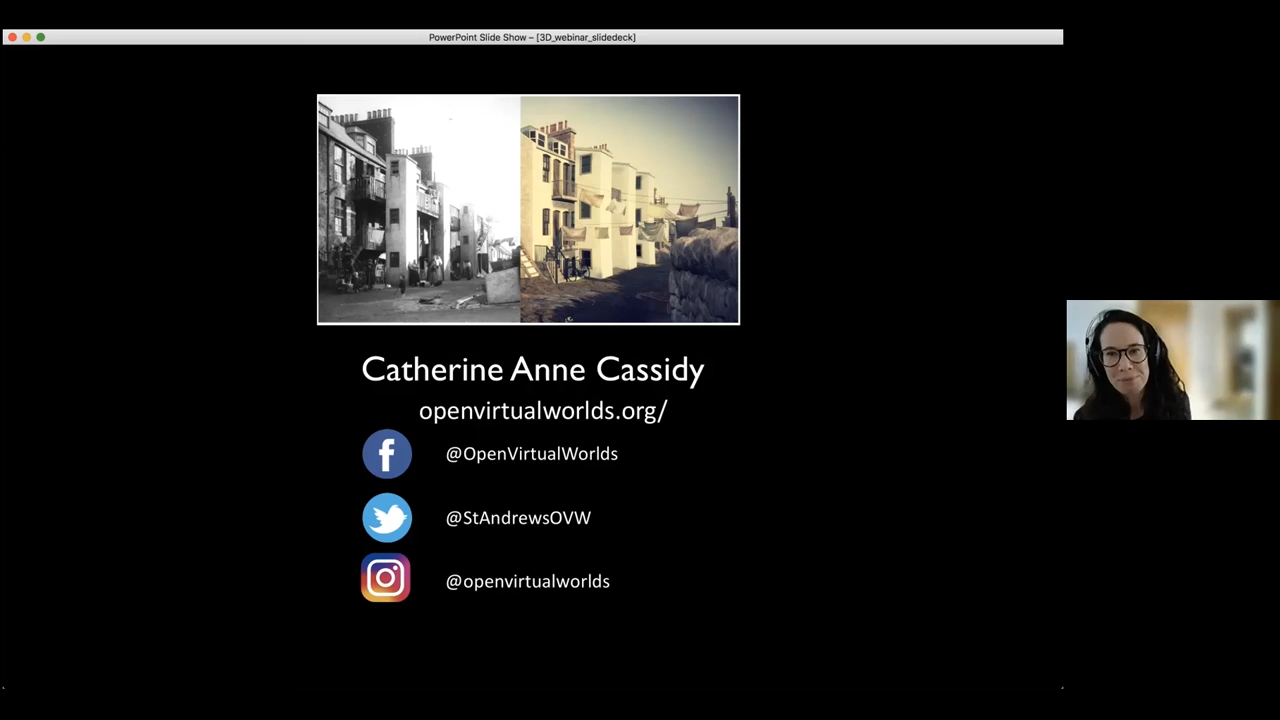 PowerPoint Slide Show – [3D_webinar_slidedeck]
Catherine Anne Cassidy
openvirtualworlds.org/
@OpenVirtualWorlds
@StAndrewsOVW
@openvirtualworlds